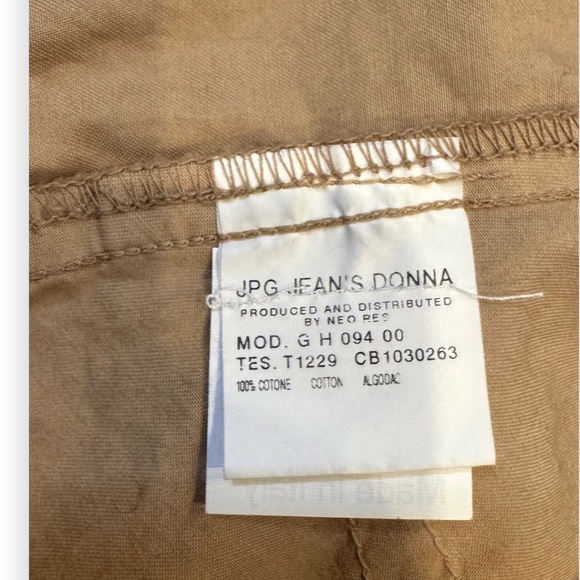 JPG JEAN'S DONNA
PRODUCED AND DISTRIBUTED
BY NEO RES
MOD. G H 094 00
TES. T1229 CB1030263
100% COTONE COTTON ALGODAC
Made in Italy